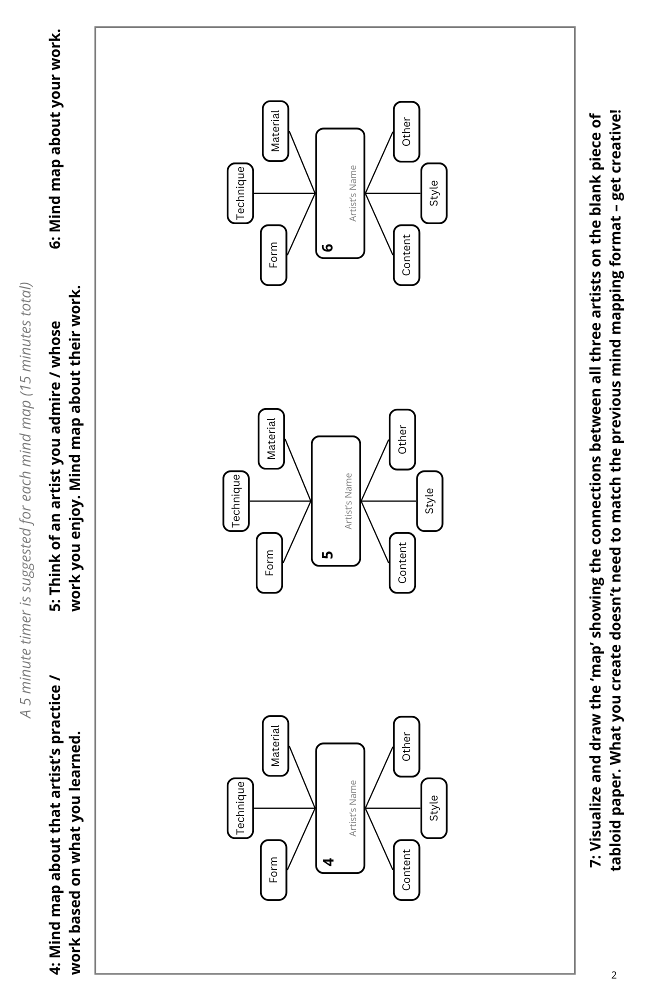 A 5 minute timer is suggested for each mind map (15 minutes total)
4: Mind map about that artist’s practice /
work based on what you learned.
5: Think of an artist you admire / whose
work you enjoy. Mind map about their work.
6: Mind map about your work.
Technique
Form
Material
4
Artist’s Name
Content
Other
Style
Technique
Form
Material
5
Artist’s Name
Content
Other
Style
Technique
Form
Material
6
Artist’s Name
Content
Other
Style
7: Visualize and draw the ‘map’ showing the connections between all three artists on the blank piece of
tabloid paper. What you create doesn’t need to match the previous mind mapping format – get creative!
2